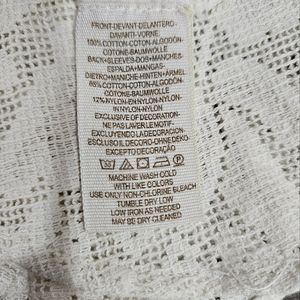 FRONT-DEVANT-DELANTERO-
DAVANTI-VORNE
100% COTTON-COTON-ALGODÓN-
COTONE-BAUMWOLLE
BACK+SLEEVES-DOS+MANCHES-
ESPALDA+MANGAS-
DIETRO+MANICHE-HINTEN+ÄRMEL
88% COTTON-COTON-ALGODÓN-
COTONE-BAUMWOLLE
12% NYLON-EN NYLON-NYLON-
IN NYLON-NYLON
EXCLUSIVE OF DECORATION-
NE PAS LAVER LE MOTIF-
EXCLUYENDO LA DECORACION
ESCLUSO IL DECORO-OHNE DEKO-
EXCEPTO DECORAÇÃO
30
P
MACHINE WASH COLD
WITH LIKE COLORS
USE ONLY NON-CHLORINE BLEACH
TUMBLE DRY LOW
LOW IRON AS NEEDED
MAY BE DRY CLEANED